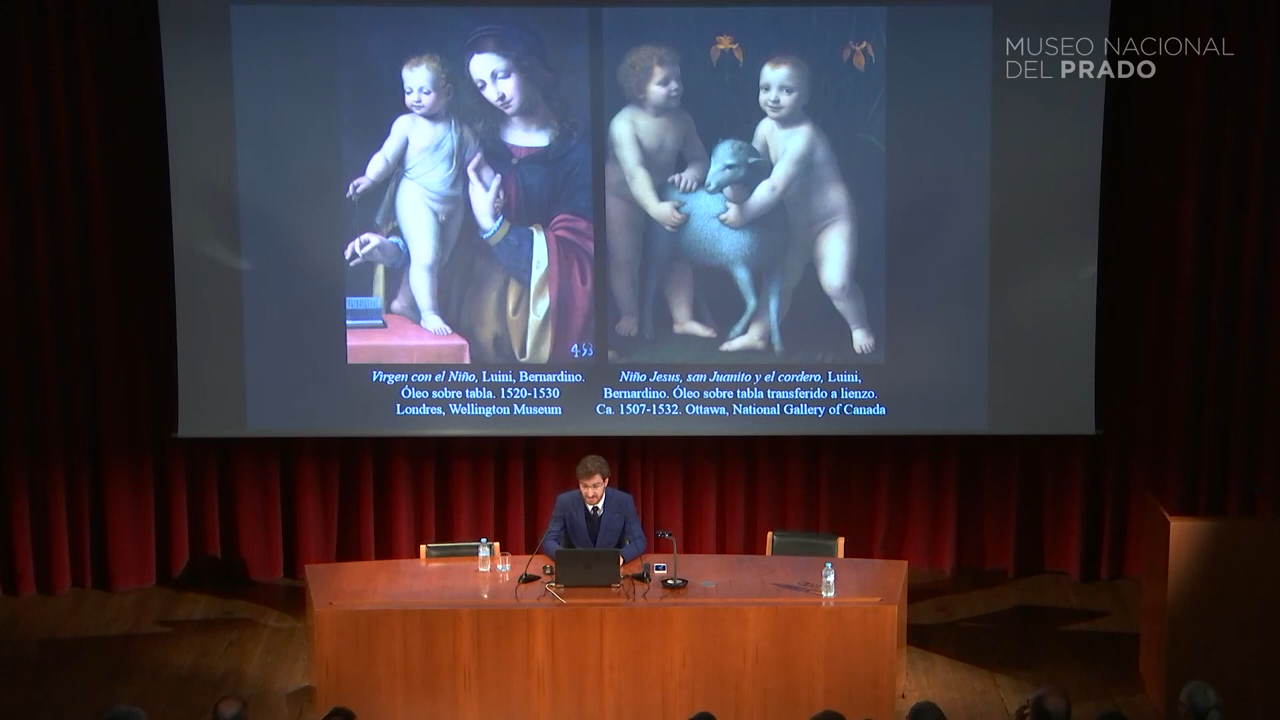 MUSEO NACIONAL
DEL PRADO
453
Virgen con el Niño, Luini, Bernardino.
Óleo sobre tabla. 1520-1530
Londres, Wellington Museum
Niño Jesus, san Juanito y el cordero, Luini,
Bernardino. Óleo sobre tabla transferido a lienzo.
Ca. 1507-1532. Ottawa, National Gallery of Canada